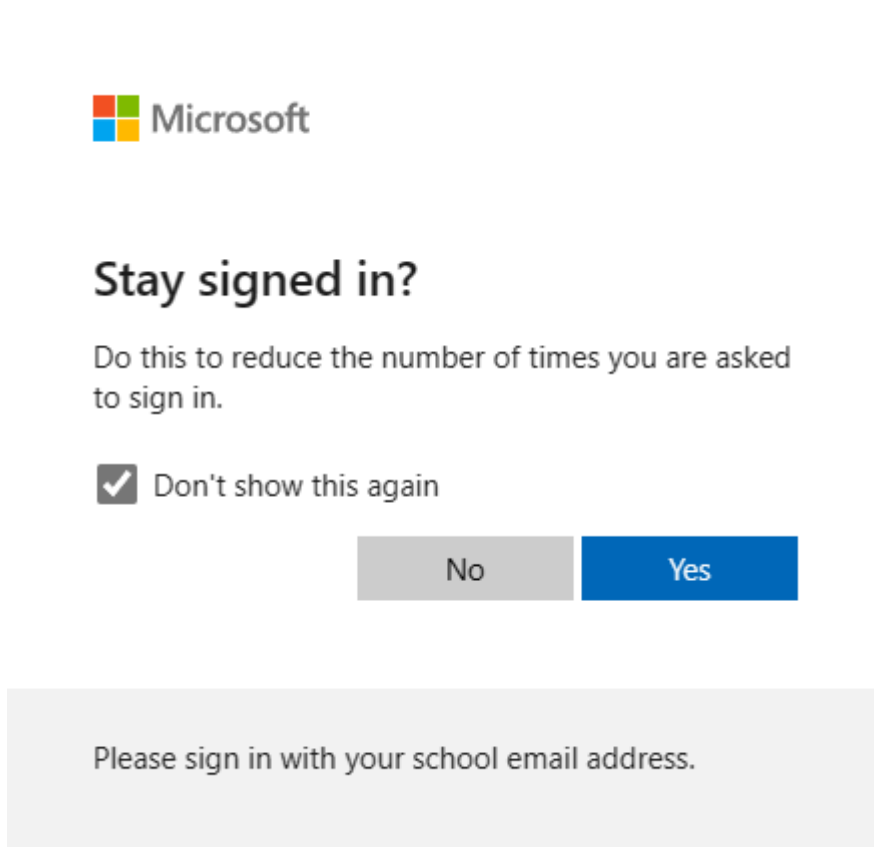 Microsoft
Stay signed in?
Do this to reduce the number of times you are asked
to sign in.
Don't show this again
No
Yes
Please sign in with your school email address.